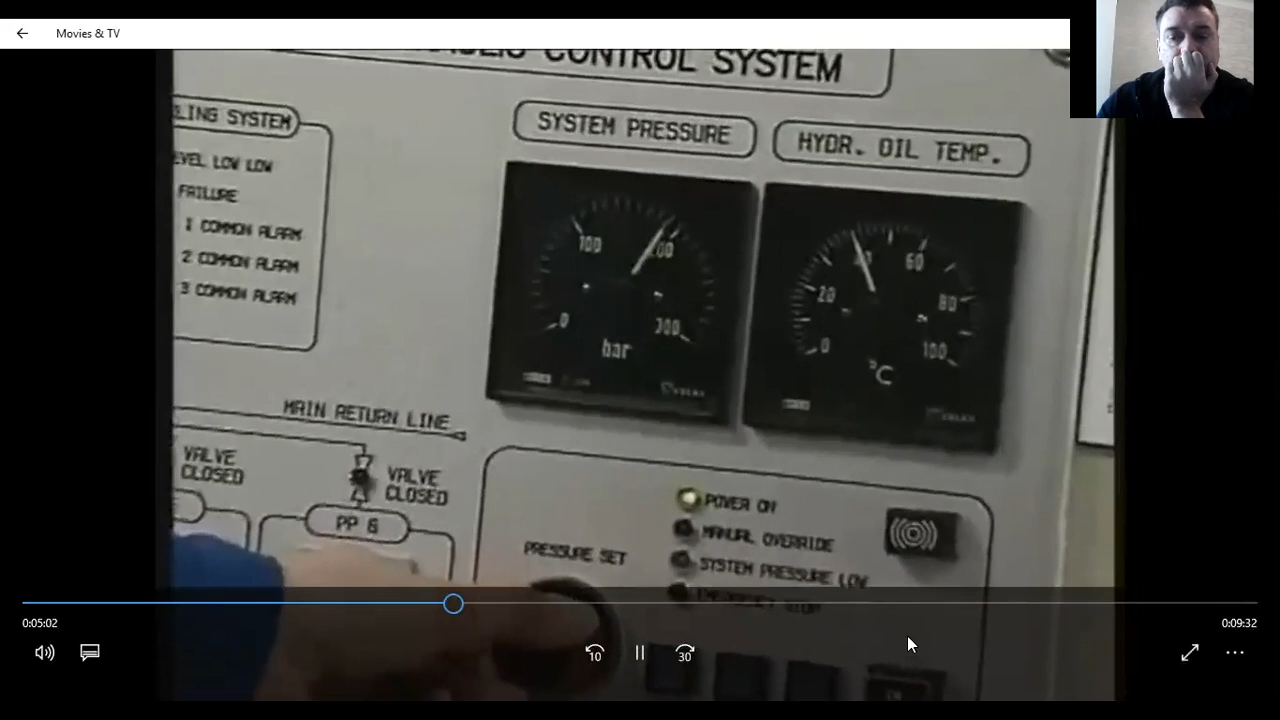 Movies & TV
CONTROL SYSTEM
LING SYSTEM
SYSTEM PRESSURE
HYDR. OIL TEMP.
EVEL LOW LOW
FAILURE
1 COMMON ALARM
2 COMMON ALARM
3 COMMON ALARM
100
200
0
300
bar
20
40
60
80
0
100
°C
MAIN RETURN LINE
VALVE
CLOSED
VALVE
CLOSED
PP 6
PRESSURE SET
POWER ON
MANUAL OVERRIDE
SYSTEM PRESSURE LOW
0:05:02
0:09:32
10
30